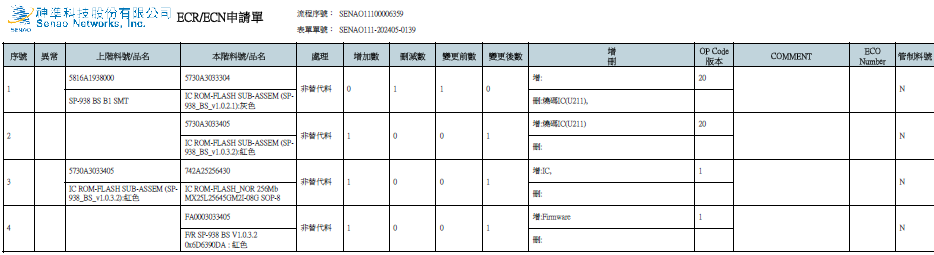 神準科技股份有限公司
Senao Networks, Inc.
SENAO
ECR/ECN申請單
流程序號： SENAO11100006359
表單單號： SENAO111-202405-0139
序號 異常 上階料號/品名 本階料號/品名 處理 增加數 刪減數 變更前數 變更後數 增 刪 OP Code 版本 COMMENT ECO Number 管制料號
1 5816A1938000 5730A3033304 非替代料 0 1 1 0 增: 20 N
SP-938 BS B1 SMT IC ROM-FLASH SUB-ASSEM (SP-938_BS_v1.0.2.1):灰色 刪:燒碼IC(U211),
2 5730A3033405 非替代料 1 0 0 1 增:燒碼IC(U211) 20 N
IC ROM-FLASH SUB-ASSEM (SP-938_BS_v1.0.3.2):紅色 刪:
3 5730A3033405 742A25256430 非替代料 1 0 0 1 增:IC, 1 N
IC ROM-FLASH SUB-ASSEM (SP-938_BS_v1.0.3.2):紅色 IC ROM-FLASH_NOR 256Mb MX25L25645GM2I-08G SOP-8 刪:
4 FA0003033405 非替代料 1 0 0 1 增:Firmware 1 N
F/R SP-938 BS V1.0.3.2 0x6D6390DA : 紅色 刪: